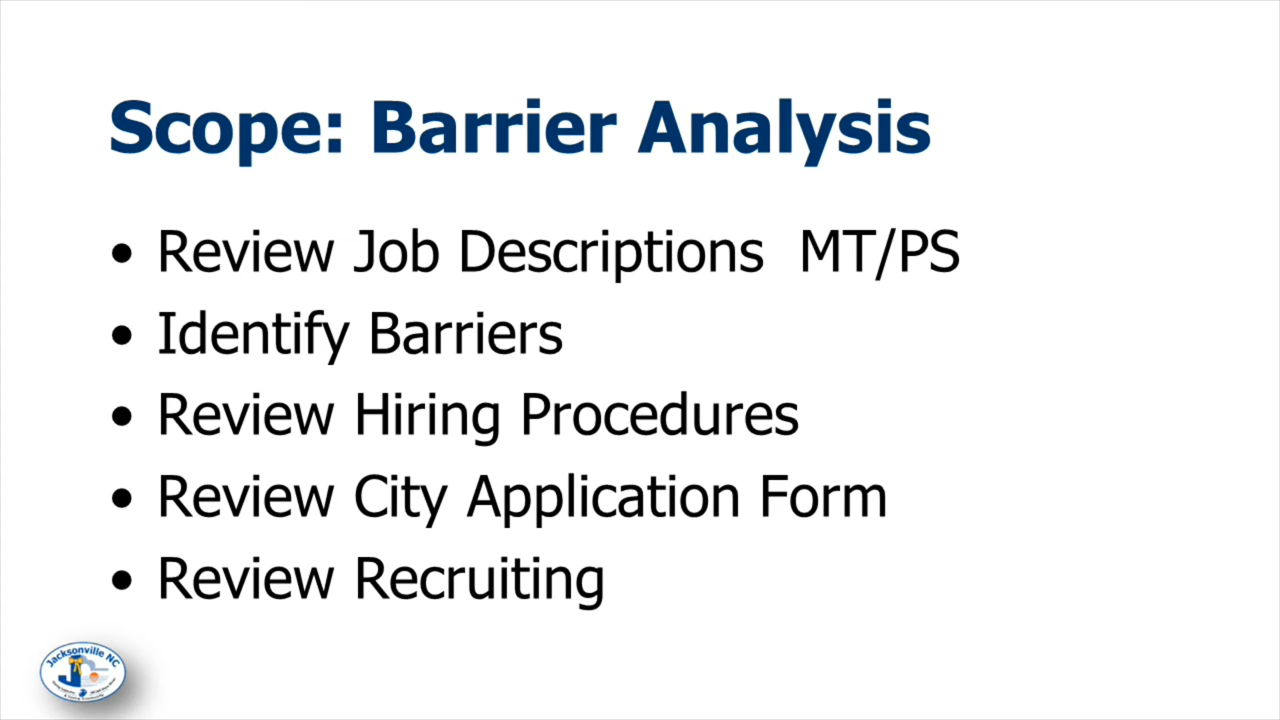 Scope: Barrier Analysis
• Review Job Descriptions  MT/PS
• Identify Barriers
• Review Hiring Procedures
• Review City Application Form
• Review Recruiting
Jacksonville NC